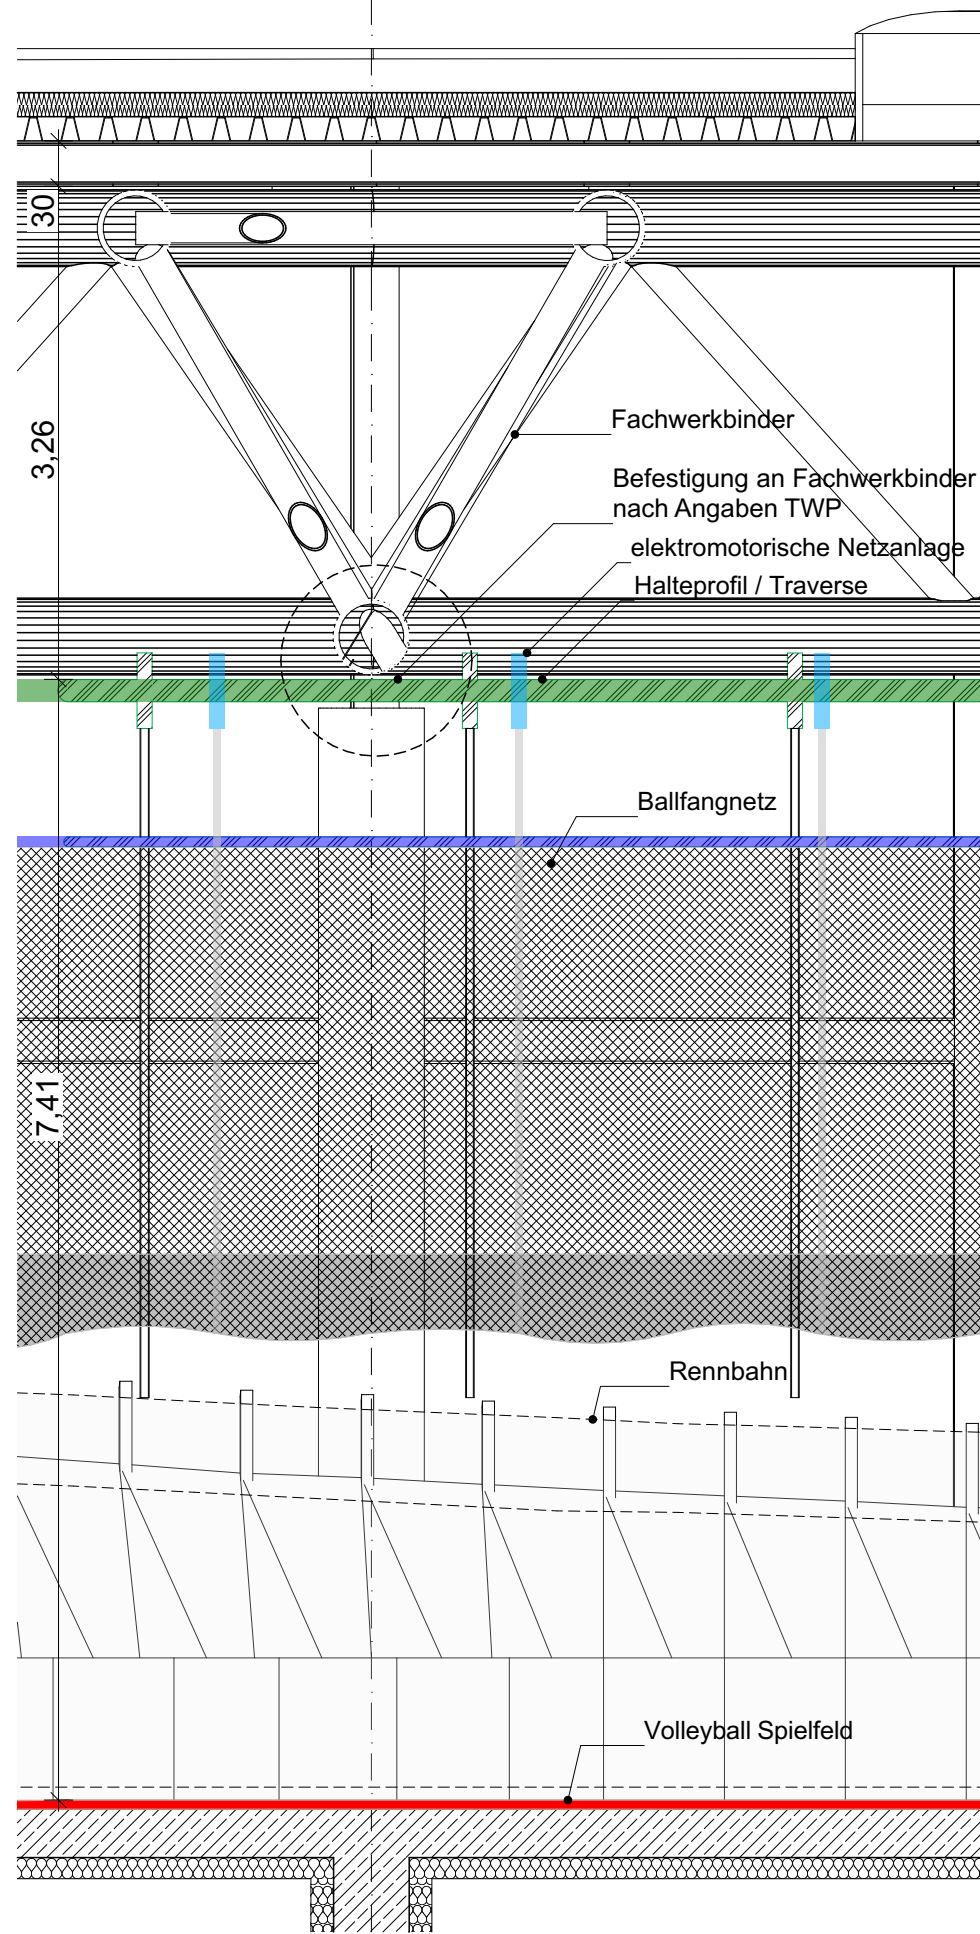 30
Fachwerkbinder
3,26
Befestigung an Fachwerkbinder
nach Angaben TWP
elektromotorische Netzanlage
Halteprofil / Traverse
Ballfangnetz
7,41
Rennbahn
Volleyball Spielfeld